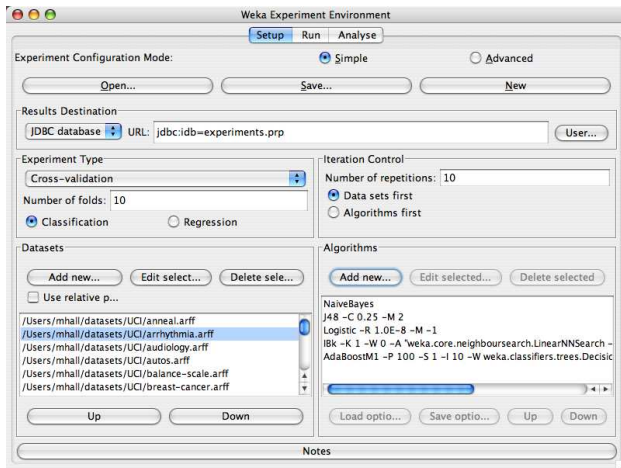 Weka Experiment Environment
Setup Run Analyse
Experiment Configuration Mode: Simple Advanced
Open... Save... New
Results Destination
JDBC database URL: jdbc:idb=experiments.prp User...
Experiment Type
Cross-validation
Number of folds: 10
Classification Regression
Iteration Control
Number of repetitions: 10
Data sets first
Algorithms first
Datasets
Add new... Edit select... Delete sele...
Use relative p...
/Users/mhall/datasets/UCI/anneal.arff
/Users/mhall/datasets/UCI/arrhythmia.arff
/Users/mhall/datasets/UCI/audiology.arff
/Users/mhall/datasets/UCI/autos.arff
/Users/mhall/datasets/UCI/balance-scale.arff
/Users/mhall/datasets/UCI/breast-cancer.arff
Up Down
Algorithms
Add new... Edit selected... Delete selected
NaiveBayes
J48 -C 0.25 -M 2
Logistic -R 1.0E-8 -M -1
IBk -K 1 -W 0 -A "weka.core.neighboursearch.LinearNNSearch -
AdaBoostM1 -P 100 -S 1 -I 10 -W weka.classifiers.trees.Decisic
Load optio... Save optio... Up Down
Notes